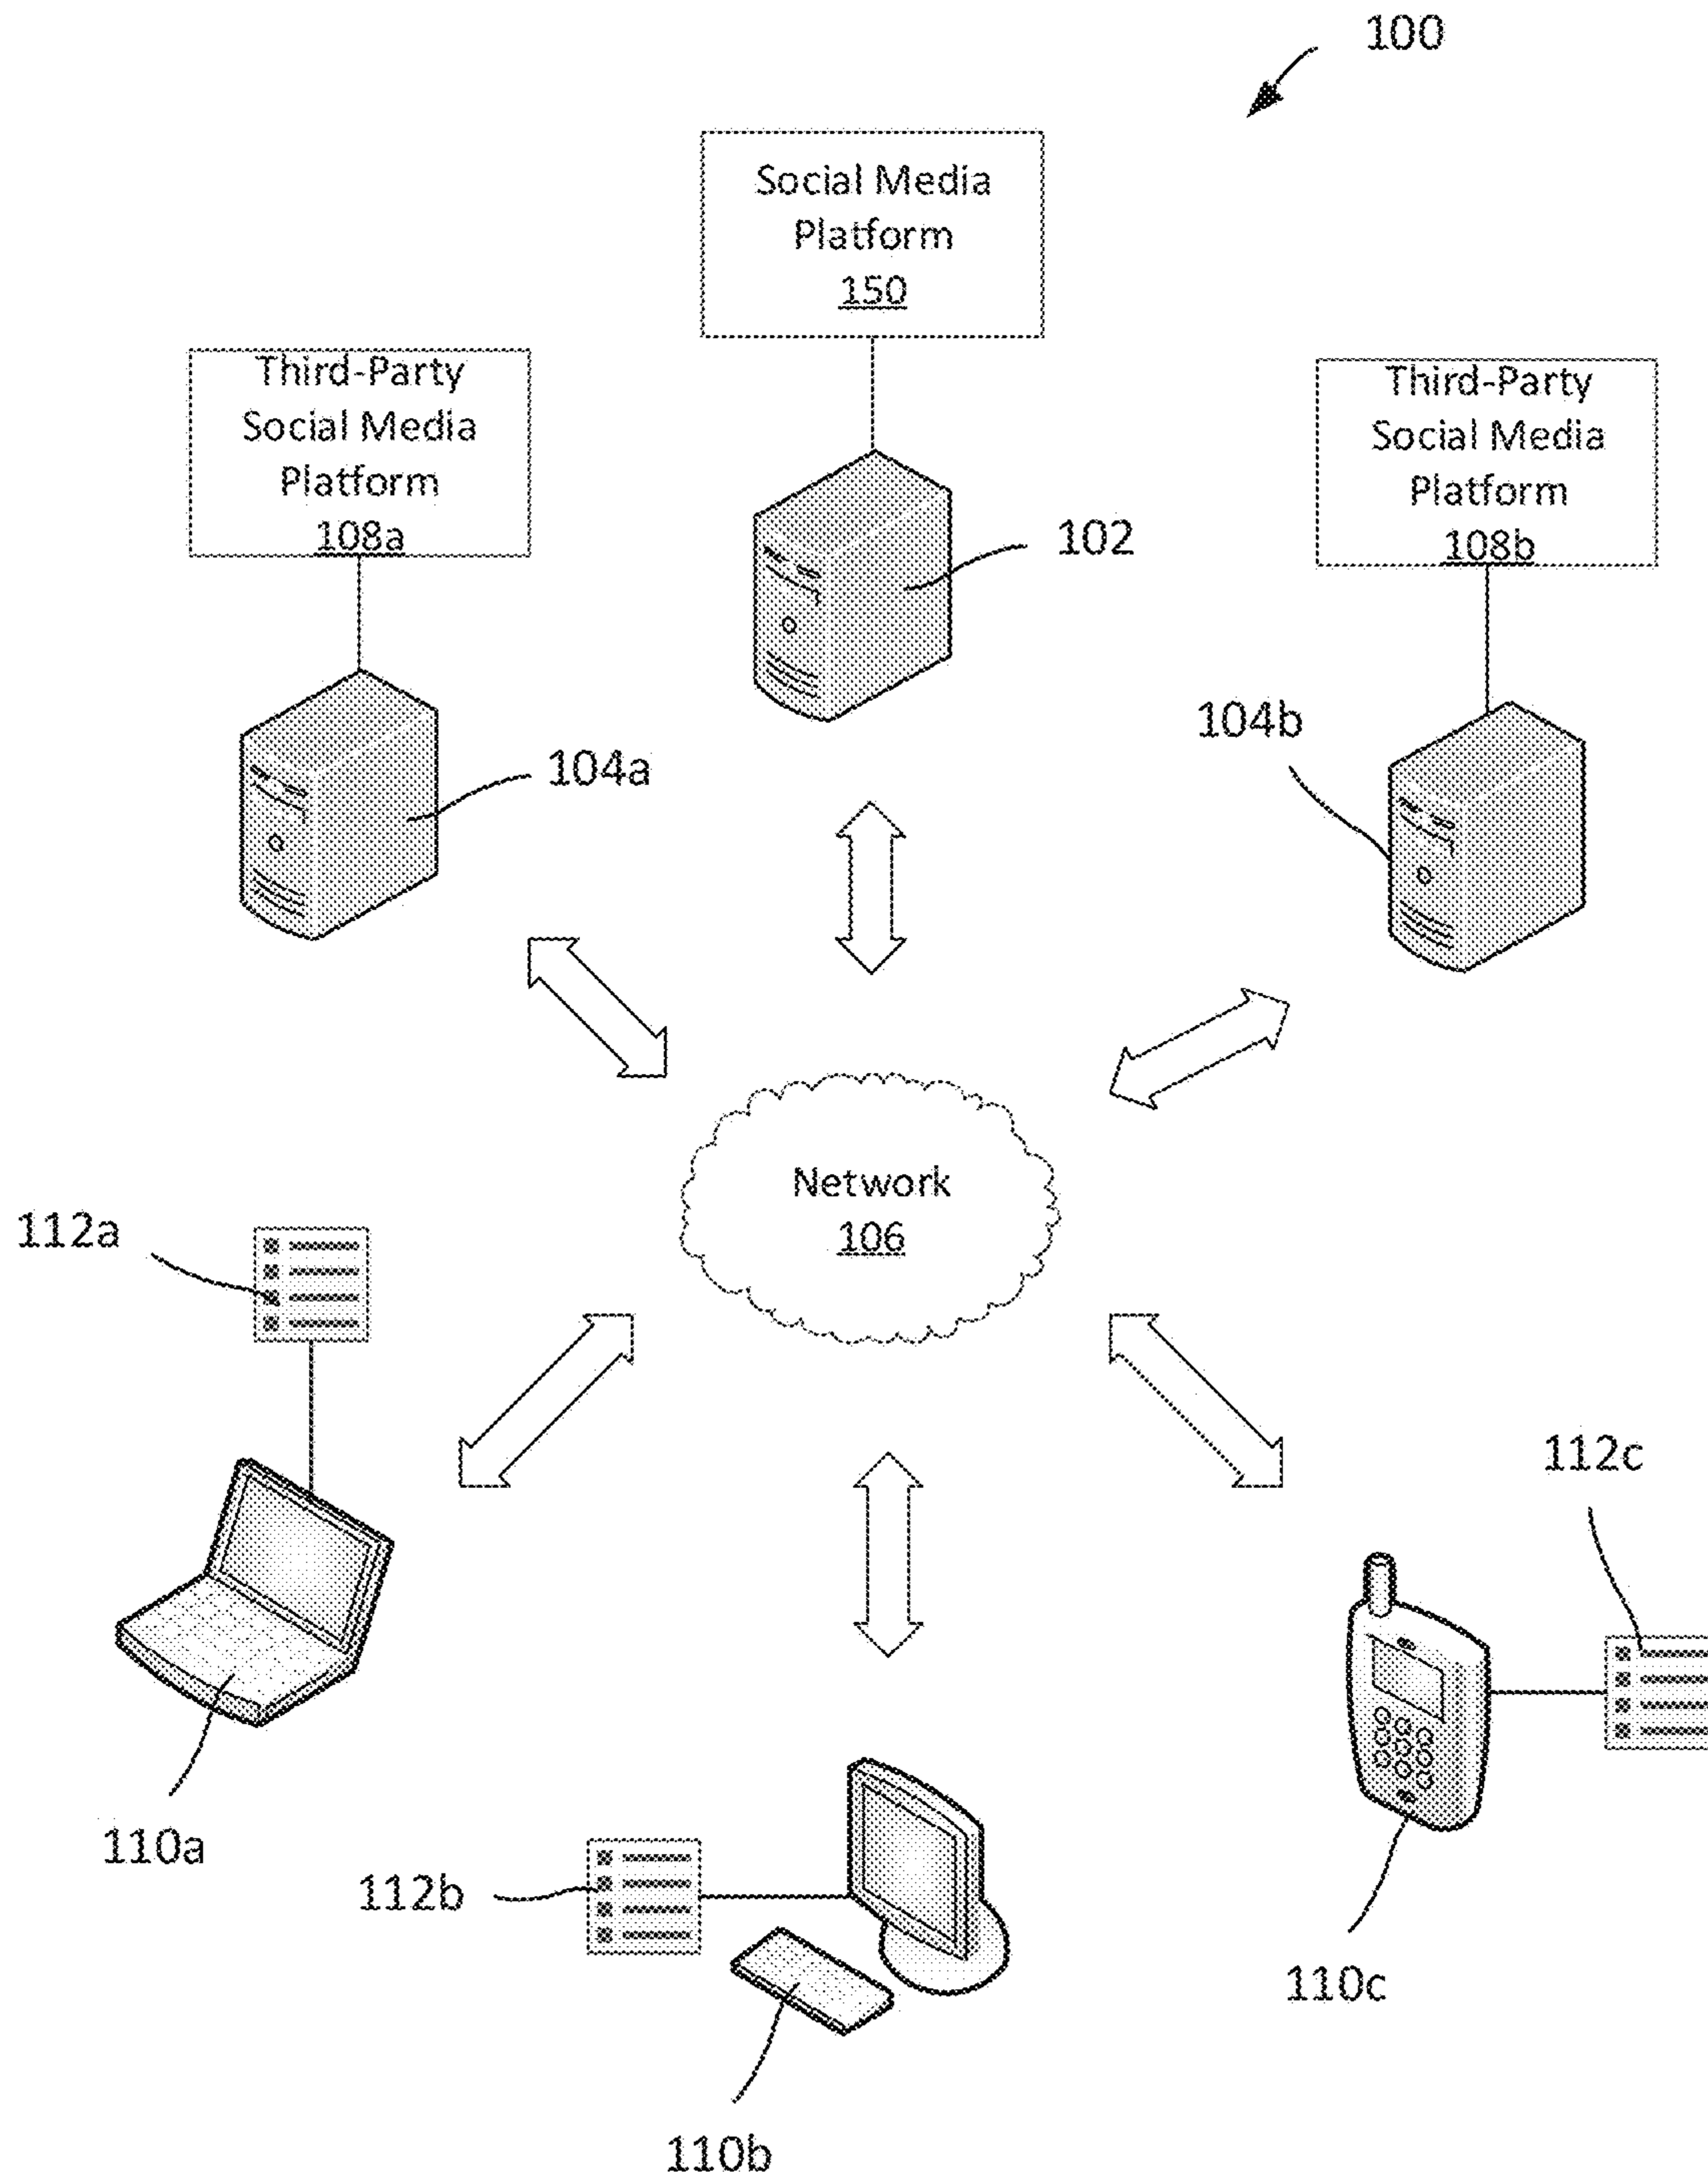 100
Social Media
Platform
150
Third-Party
Social Media
Platform
108a
Third-Party
Social Media
Platform
108b
102
104b
104a
Network
106
112a
112c
110a
112b
110c
110b